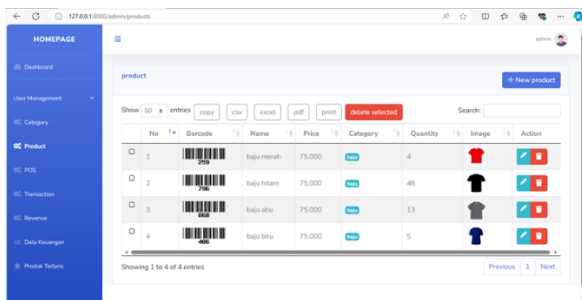 127.0.0.1:8000/admin/products
HOMEPAGE
admin
Dashboard
User Management
Category
Product
POS
Transaction
Revenue
Data Keuangan
Produk Terlaris
product
New product
Show 50 entries
copy
csv
excel
pdf
print
delete selected
Search:
No Barcode Name Price Category Quantity Image Action
1 259 baju merah 75.000 baju 4
2 796 baju hitam 75.000 baju 48
3 868 baju abu 75.000 baju 13
4 406 baju biru 75.000 baju 5
Showing 1 to 4 of 4 entries
Previous 1 Next